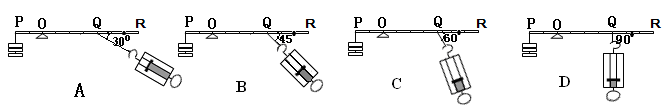 P O Q R P O Q R P O Q R P O Q R
30° 45° 60° 90°
A B C D